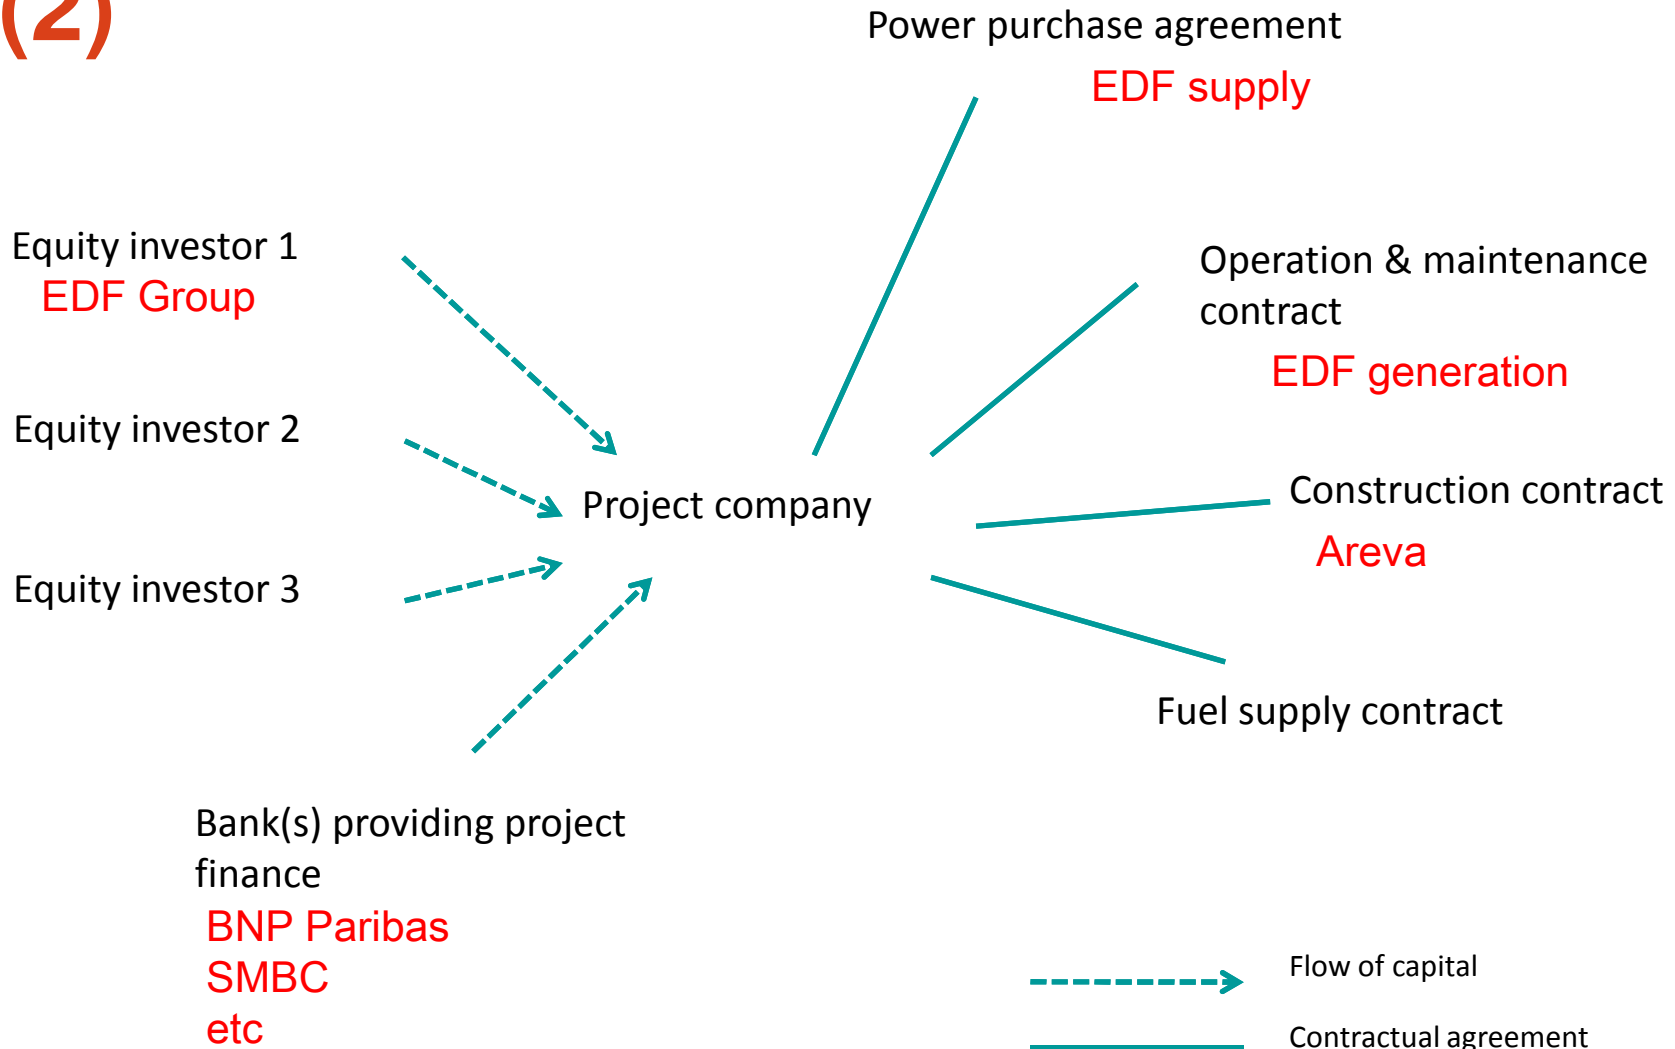 (2)
Power purchase agreement
EDF supply
Equity investor 1
EDF Group
Operation & maintenance
contract
EDF generation
Equity investor 2
Project company
Construction contract
Areva
Equity investor 3
Fuel supply contract
Bank(s) providing project
finance
BNP Paribas
SMBC
etc
Flow of capital
Contractual agreement